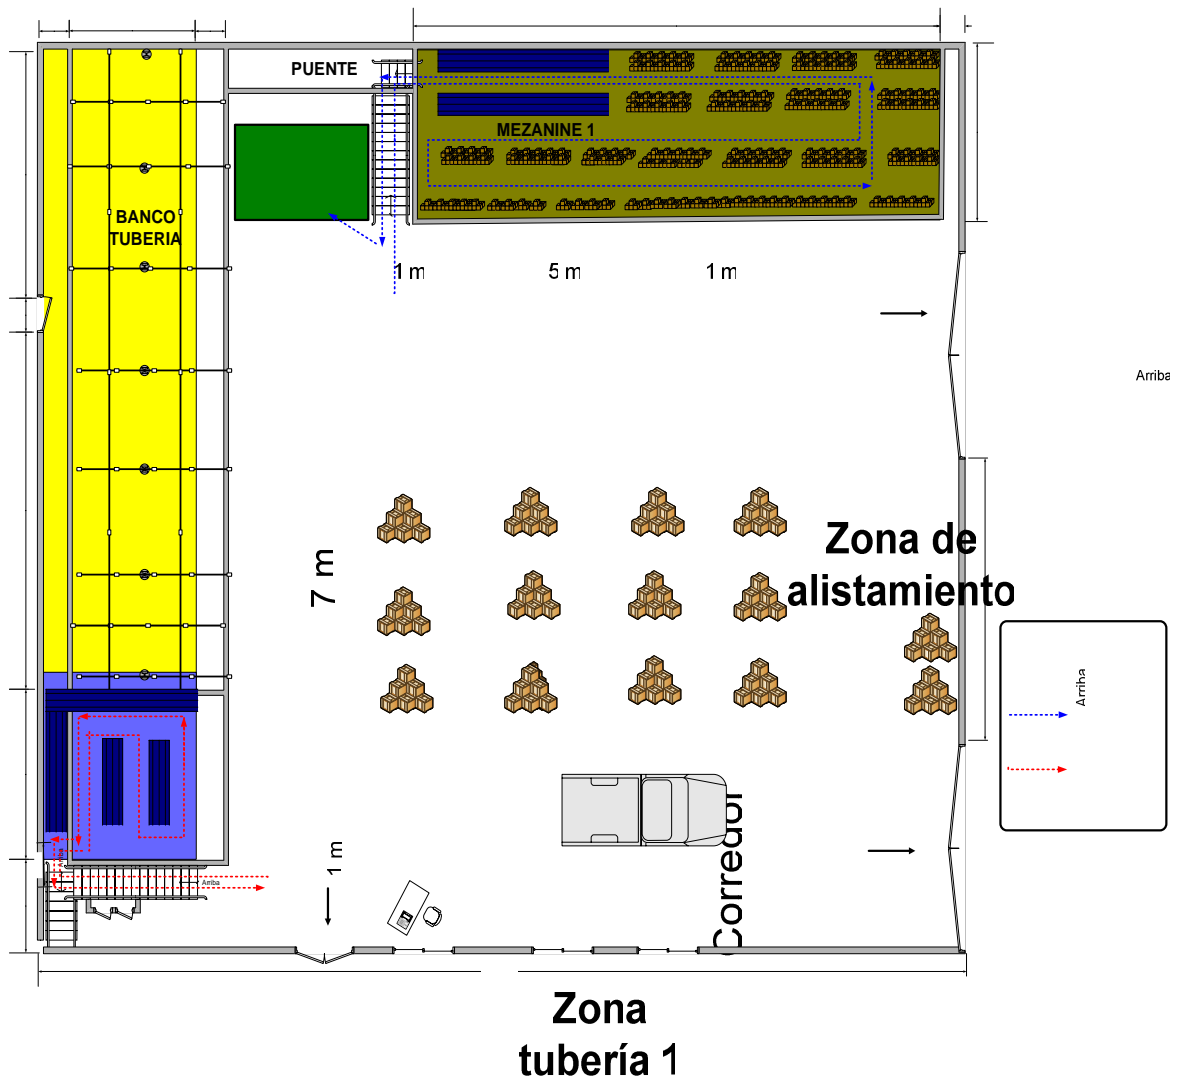 PUENTE
MEZANINE 1
BANCO
TUBERIA
1 m
5 m
1 m
Arriba
7 m
Zona de
alistamiento
Arriba
Corredor
1 m
Arriba
Zona
tubería 1